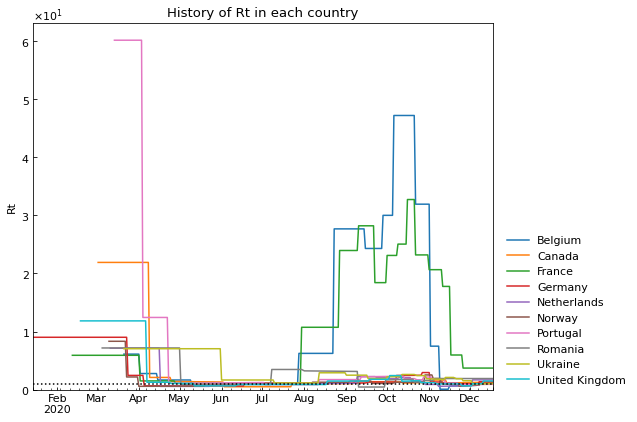 History of Rt in each country
×10¹
6
5
4
3
2
1
0
Rt
Feb Mar Apr May Jun Jul Aug Sep Oct Nov Dec
2020
Belgium
Canada
France
Germany
Netherlands
Norway
Portugal
Romania
Ukraine
United Kingdom